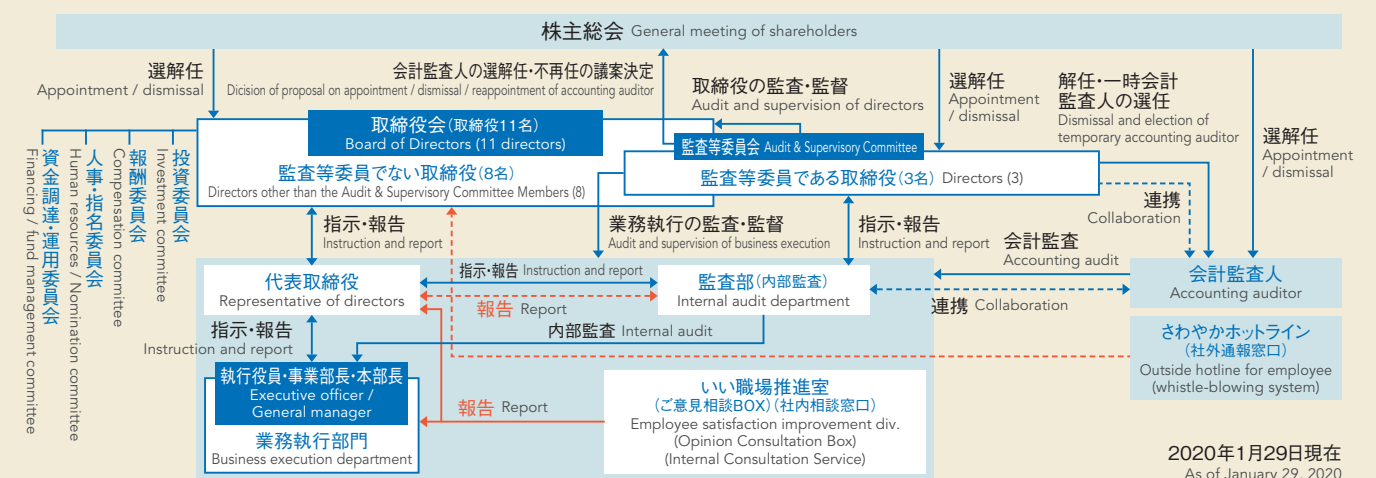 株主総会 General meeting of shareholders
選解任
Appointment / dismissal
会計監査人の選解任・不再任の議案決定
Dicision of proposal on appointment / dismissal / reappointment of accounting auditor
取締役の監査・監督
Audit and supervision of directors
選解任
Appointment
/ dismissal
解任・一時会計
監査人の選任
Dismissal and election of
temporary accounting auditor
選解任
Appointment
/ dismissal
取締役会(取締役11名)
Board of Directors (11 directors)
監査等委員でない取締役(8名)
Directors other than the Audit & Supervisory Committee Members (8)
監査等委員会 Audit & Supervisory Committee
監査等委員である取締役(3名) Directors (3)
投資委員会
Investment committee
報酬委員会
Compensation committee
人事・指名委員会
Human resources / Nomination committee
資金調達・運用委員会
Financing / fund management committee
指示・報告
Instruction and report
業務執行の監査・監督
Audit and supervision of business execution
指示・報告
Instruction and report
連携
Collaboration
会計監査
Accounting audit
代表取締役
Representative of directors
指示・報告 Instruction and report
報告 Report
監査部(内部監査)
Internal audit department
連携 Collaboration
会計監査人
Accounting auditor
指示・報告
Instruction and report
内部監査 Internal audit
さわやかホットライン
(社外通報窓口)
Outside hotline for employee
(whistle-blowing system)
執行役員・事業部長・本部長
Executive officer /
General manager
業務執行部門
Business execution department
報告 Report
いい職場推進室
(ご意見相談BOX)(社内相談窓口)
Employee satisfaction improvement div.
(Opinion Consultation Box)
(Internal Consultation Service)
2020年1月29日現在
As of January 29, 2020